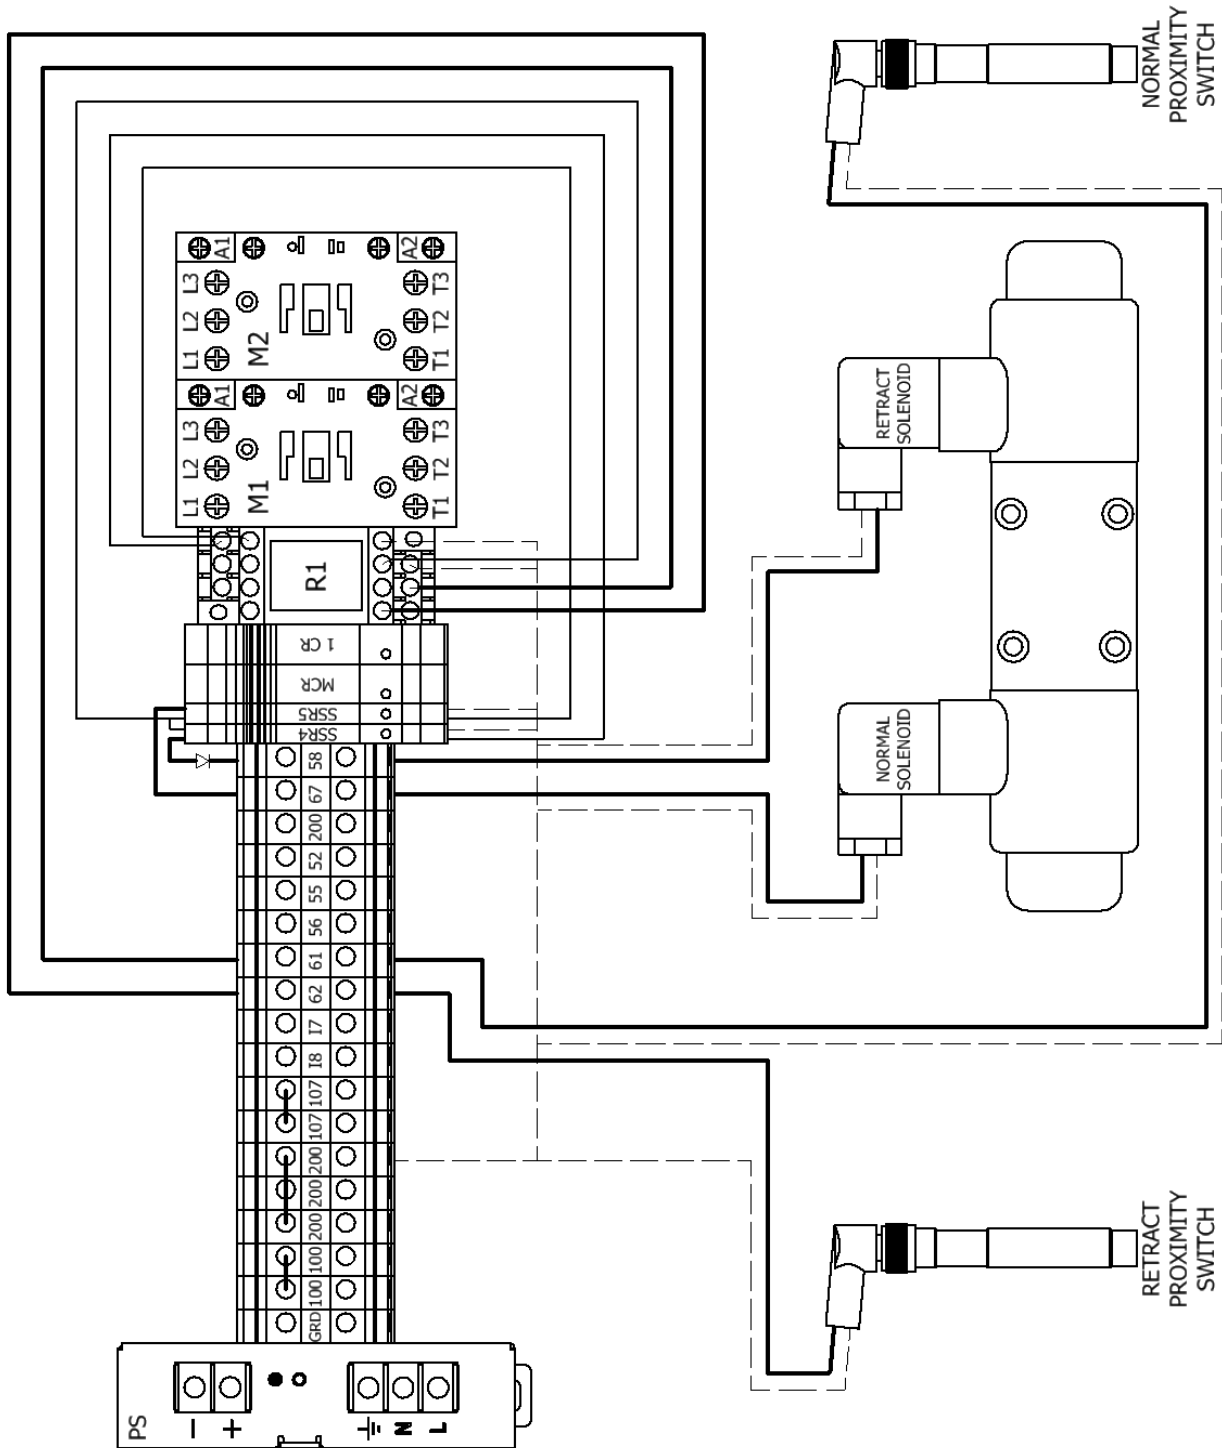 NORMAL
PROXIMITY
SWITCH
A1
A2
L3
T3
L2
T2
L1
M2
T1
A1
A2
L3
T3
L2
T2
L1
M1
T1
RETRACT
SOLENOID
R1
1 CR
MCR
SSR5
SSR4
NORMAL
SOLENOID
58
67
200
52
55
56
61
62
I7
I8
107
107
200
200
200
100
100
GRD
RETRACT
PROXIMITY
SWITCH
PS
−
+
N
L